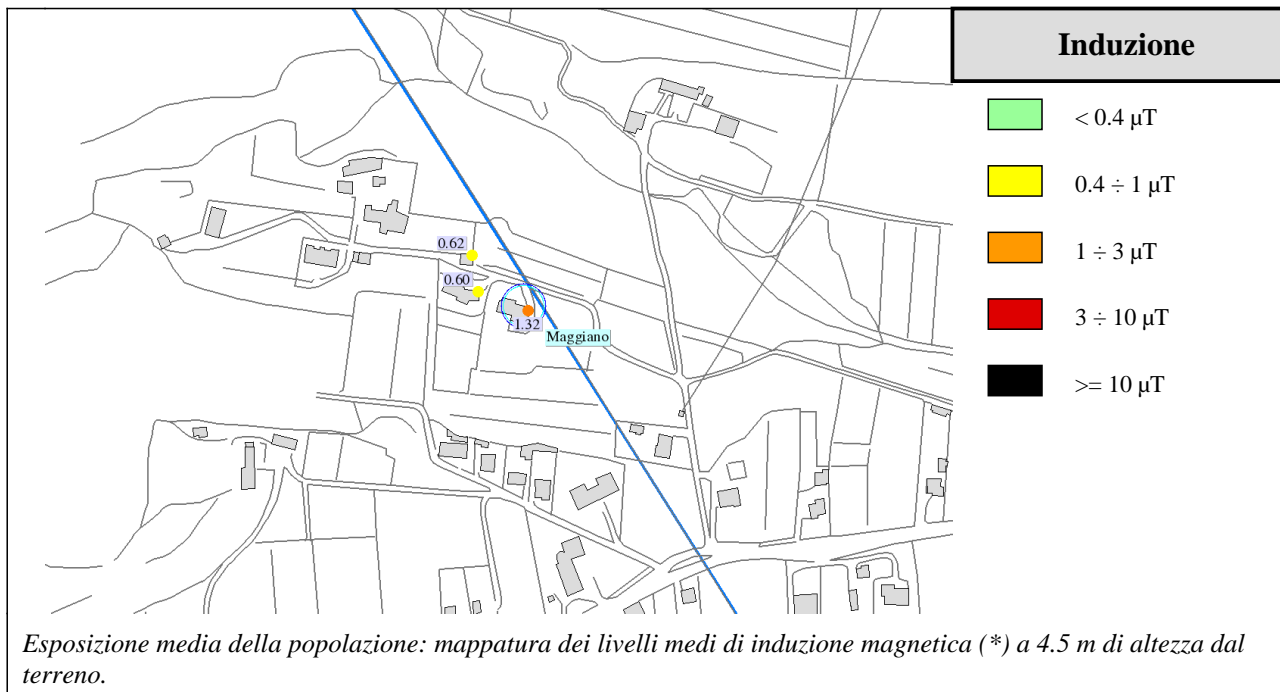 Induzione
< 0.4 µT
0.4 ÷ 1 µT
1 ÷ 3 µT
3 ÷ 10 µT
>= 10 µT
0.62
0.60
1.32
Maggiano
Esposizione media della popolazione: mappatura dei livelli medi di induzione magnetica (*) a 4.5 m di altezza dal
terreno.